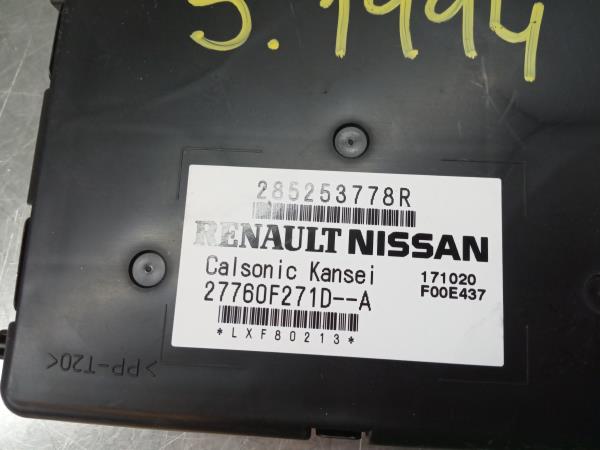 5.1994
285253778R
RENAULT NISSAN
Calsonic Kansei
171020
27760F271D--A
F00E437
*LXF80213*
>PP-T20<